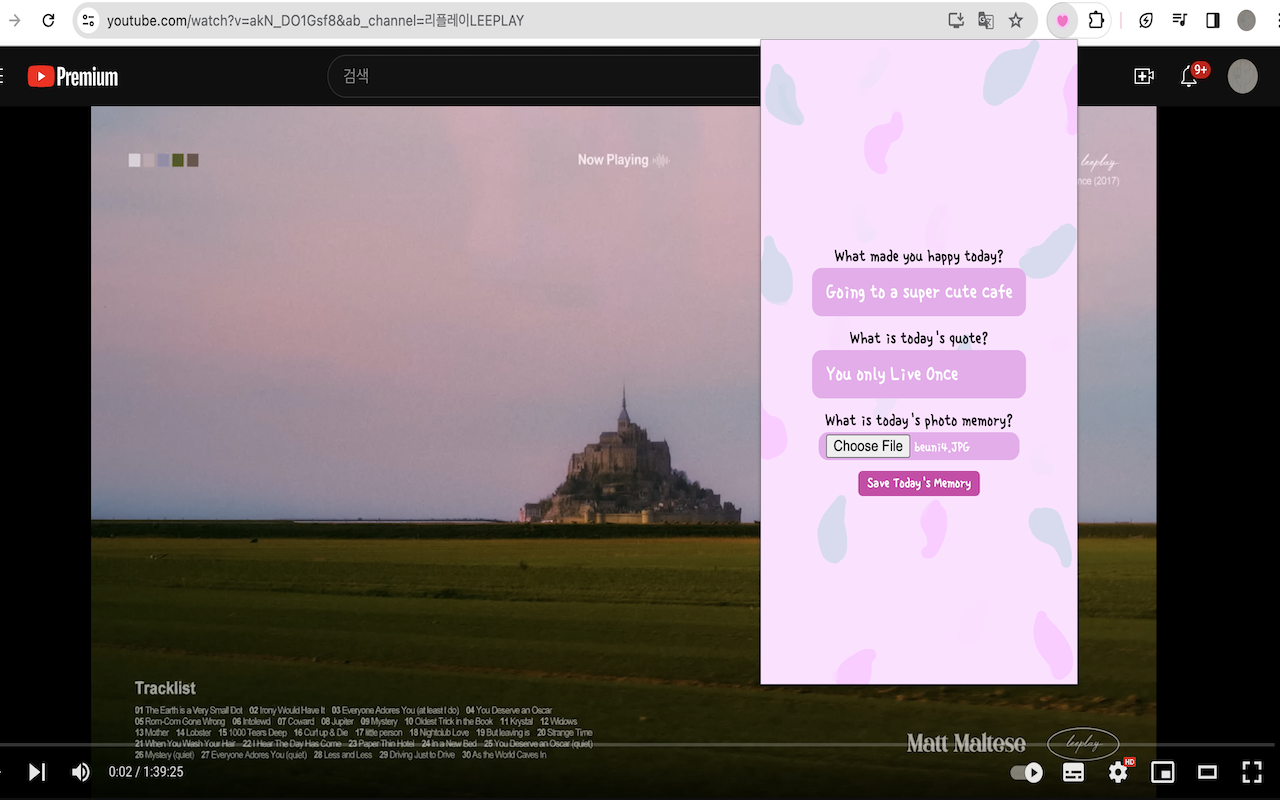 youtube.com/watch?v=akN_DO1Gsf8&ab_channel=리플레이LEEPLAY
Premium
검색
9+
Now Playing
leeplay
nce (2017)
What made you happy today?
Going to a super cute cafe
What is today's quote?
You only Live Once
What is today's photo memory?
Choose File beuni4.JPG
Save Today's Memory
Tracklist
01 The Earth is a Very Small Dot 02 Irony Would Have It 03 Everyone Adores You (at least I do) 04 You Deserve an Oscar
05 Rom-Com Gone Wrong 06 Intolewd 07 Coward 08 Jupiter 09 Mystery 10 Oldest Trick in the Book 11 Krystal 12 Widows
13 Mother 14 Lobster 15 1000 Tears Deep 16 Curl up & Die 17 little person 18 Nightclub Love 19 But leaving is 20 Strange Time
21 When You Wash Your Hair 22 I Hear The Day Has Come 23 Paper Thin Hotel 24 In a New Bed 25 You Deserve an Oscar (quiet)
26 Mystery (quiet) 27 Everyone Adores You (quiet) 28 Less and Less 29 Driving Just to Drive 30 As the World Caves In
Matt Maltese
leeplay
0:02 / 1:39:25
HD